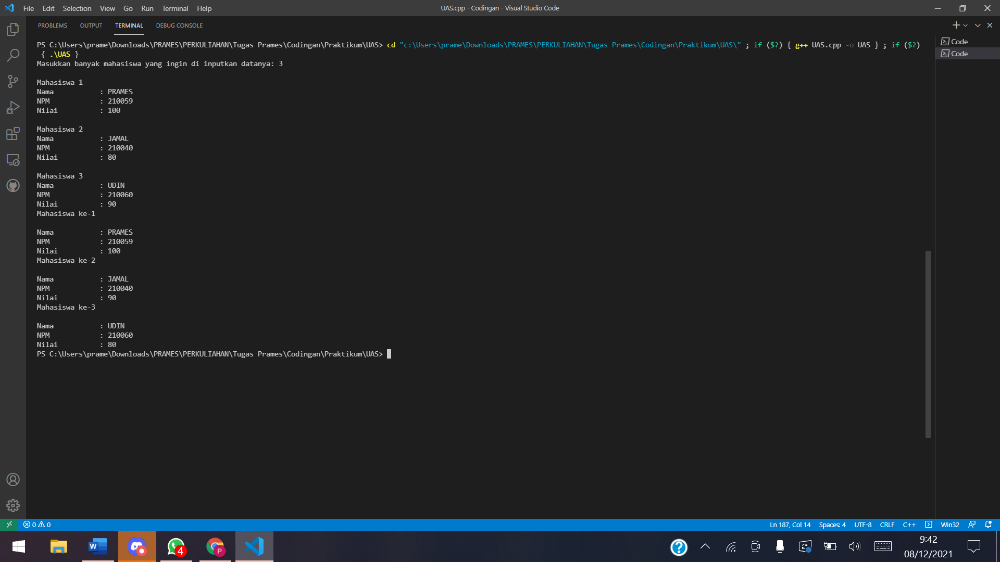 File Edit Selection View Go Run Terminal Help
UAS.cpp - Codingan - Visual Studio Code
PROBLEMS OUTPUT TERMINAL DEBUG CONSOLE
PS C:\Users\prame\Downloads\PRAMES\PERKULIAHAN\Tugas Prames\Codingan\Praktikum\UAS> cd "c:\Users\prame\Downloads\PRAMES\PERKULIAHAN\Tugas Prames\Codingan\Praktikum\UAS\" ; if ($?) { g++ UAS.cpp -o UAS } ; if ($?)
{ .\UAS }
Masukkan banyak mahasiswa yang ingin di inputkan datanya: 3
Mahasiswa 1
Nama : PRAMES
NPM : 210059
Nilai : 100
Mahasiswa 2
Nama : JAMAL
NPM : 210040
Nilai : 80
Mahasiswa 3
Nama : UDIN
NPM : 210060
Nilai : 90
Mahasiswa ke-1
Nama : PRAMES
NPM : 210059
Nilai : 100
Mahasiswa ke-2
Nama : JAMAL
NPM : 210040
Nilai : 90
Mahasiswa ke-3
Nama : UDIN
NPM : 210060
Nilai : 80
PS C:\Users\prame\Downloads\PRAMES\PERKULIAHAN\Tugas Prames\Codingan\Praktikum\UAS>
Code
Code
0 0
Ln 187, Col 14 Spaces: 4 UTF-8 CRLF C++ Win32
W
4
P
?
9:42
08/12/2021